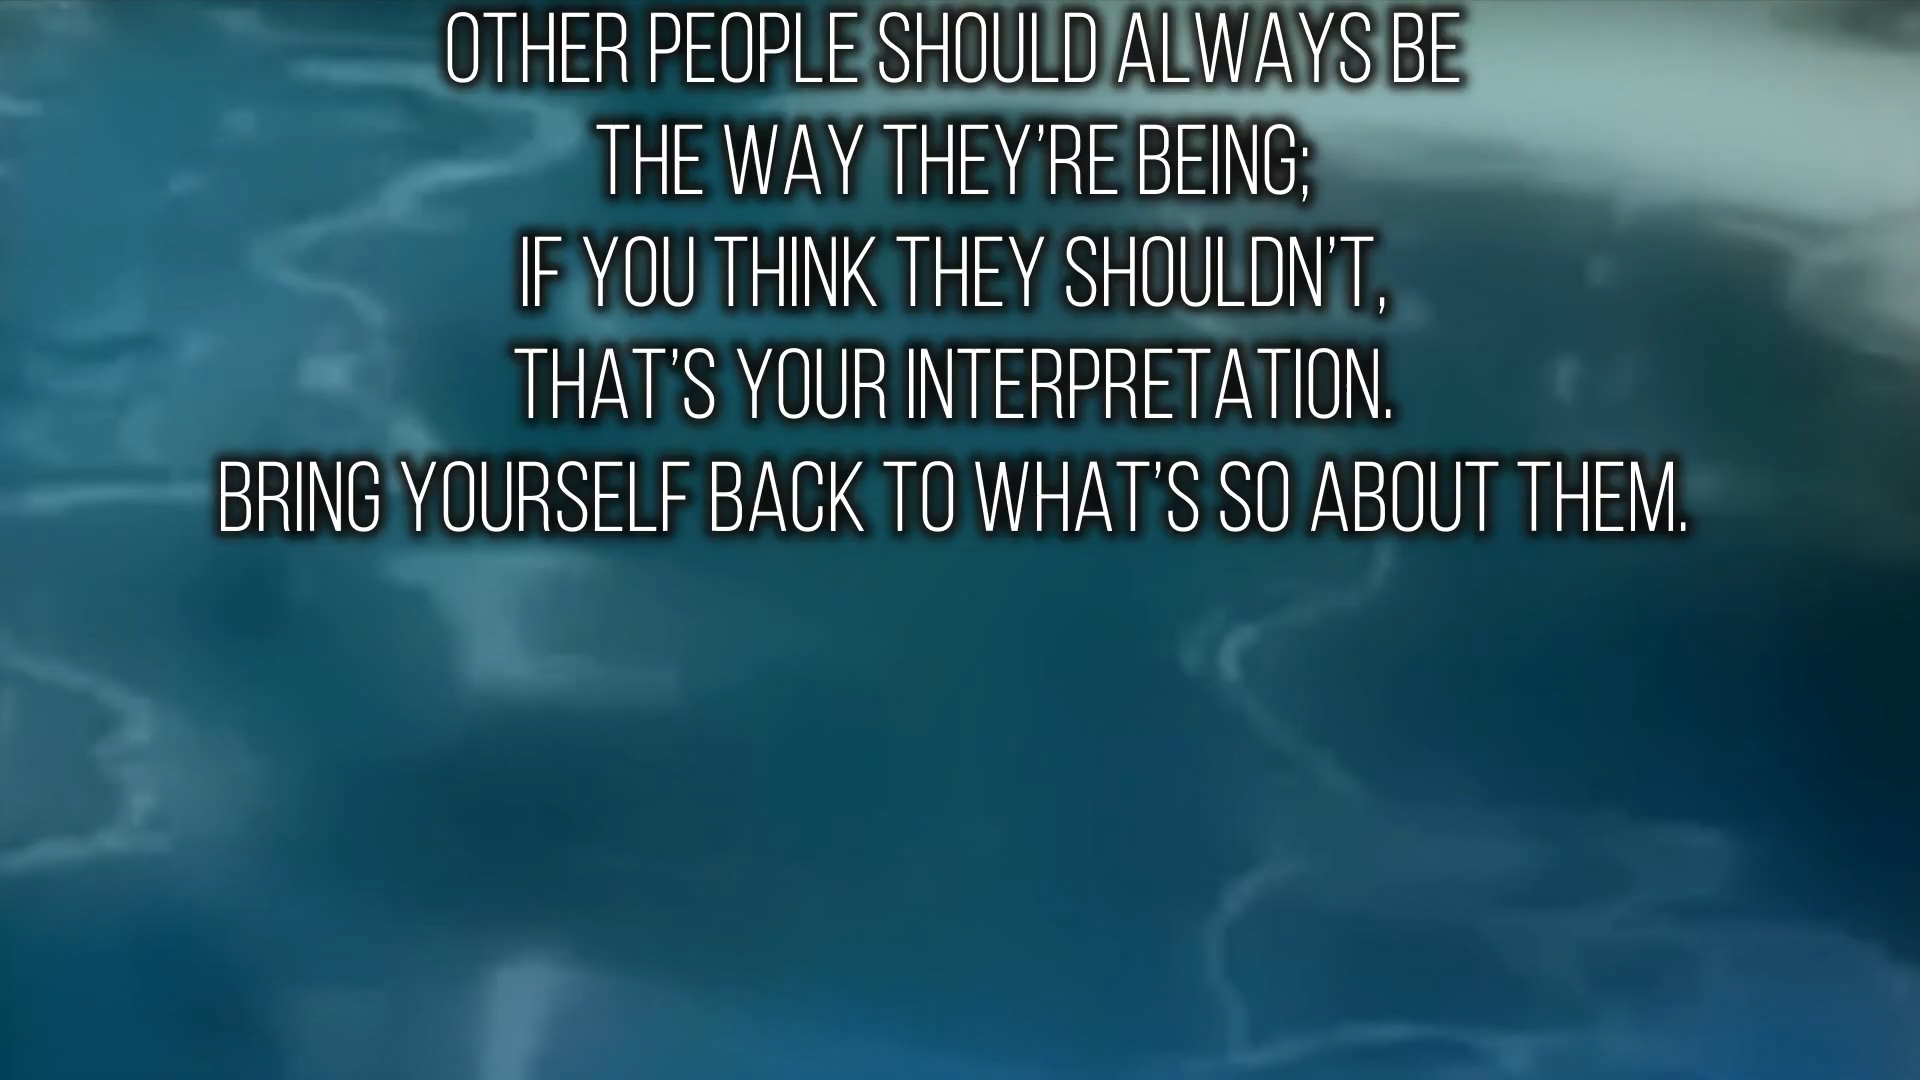 OTHER PEOPLE SHOULD ALWAYS BE
THE WAY THEY’RE BEING;
IF YOU THINK THEY SHOULDN’T,
THAT’S YOUR INTERPRETATION.
BRING YOURSELF BACK TO WHAT’S SO ABOUT THEM.